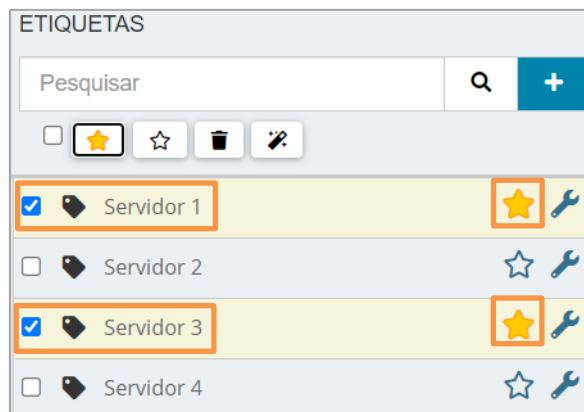 ETIQUETAS
Pesquisar
Servidor 1
Servidor 2
Servidor 3
Servidor 4